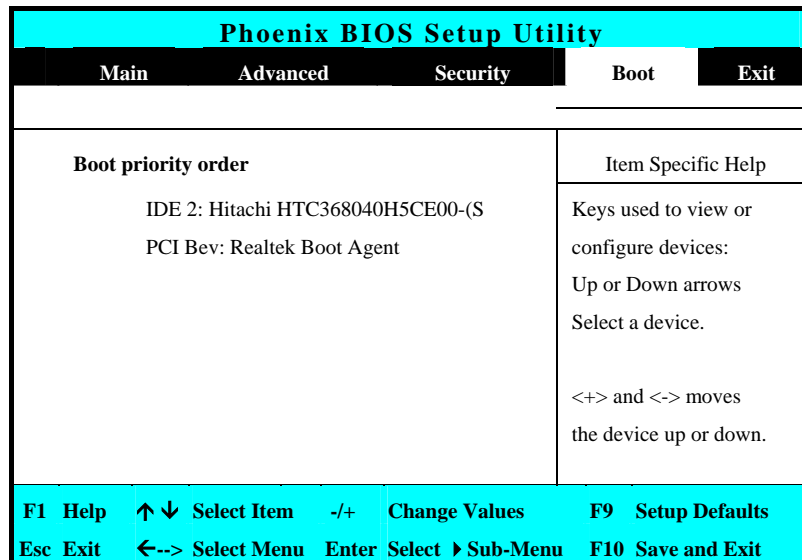 Phoenix BIOS Setup Utility
Main Advanced Security Boot Exit
Boot priority order
IDE 2: Hitachi HTC368040H5CE00-(S
PCI Bev: Realtek Boot Agent
Item Specific Help
Keys used to view or
configure devices:
Up or Down arrows
Select a device.
<+> and <-> moves
the device up or down.
F1 Help ↑↓ Select Item -/+ Change Values F9 Setup Defaults
Esc Exit ←--> Select Menu Enter Select ▶ Sub-Menu F10 Save and Exit